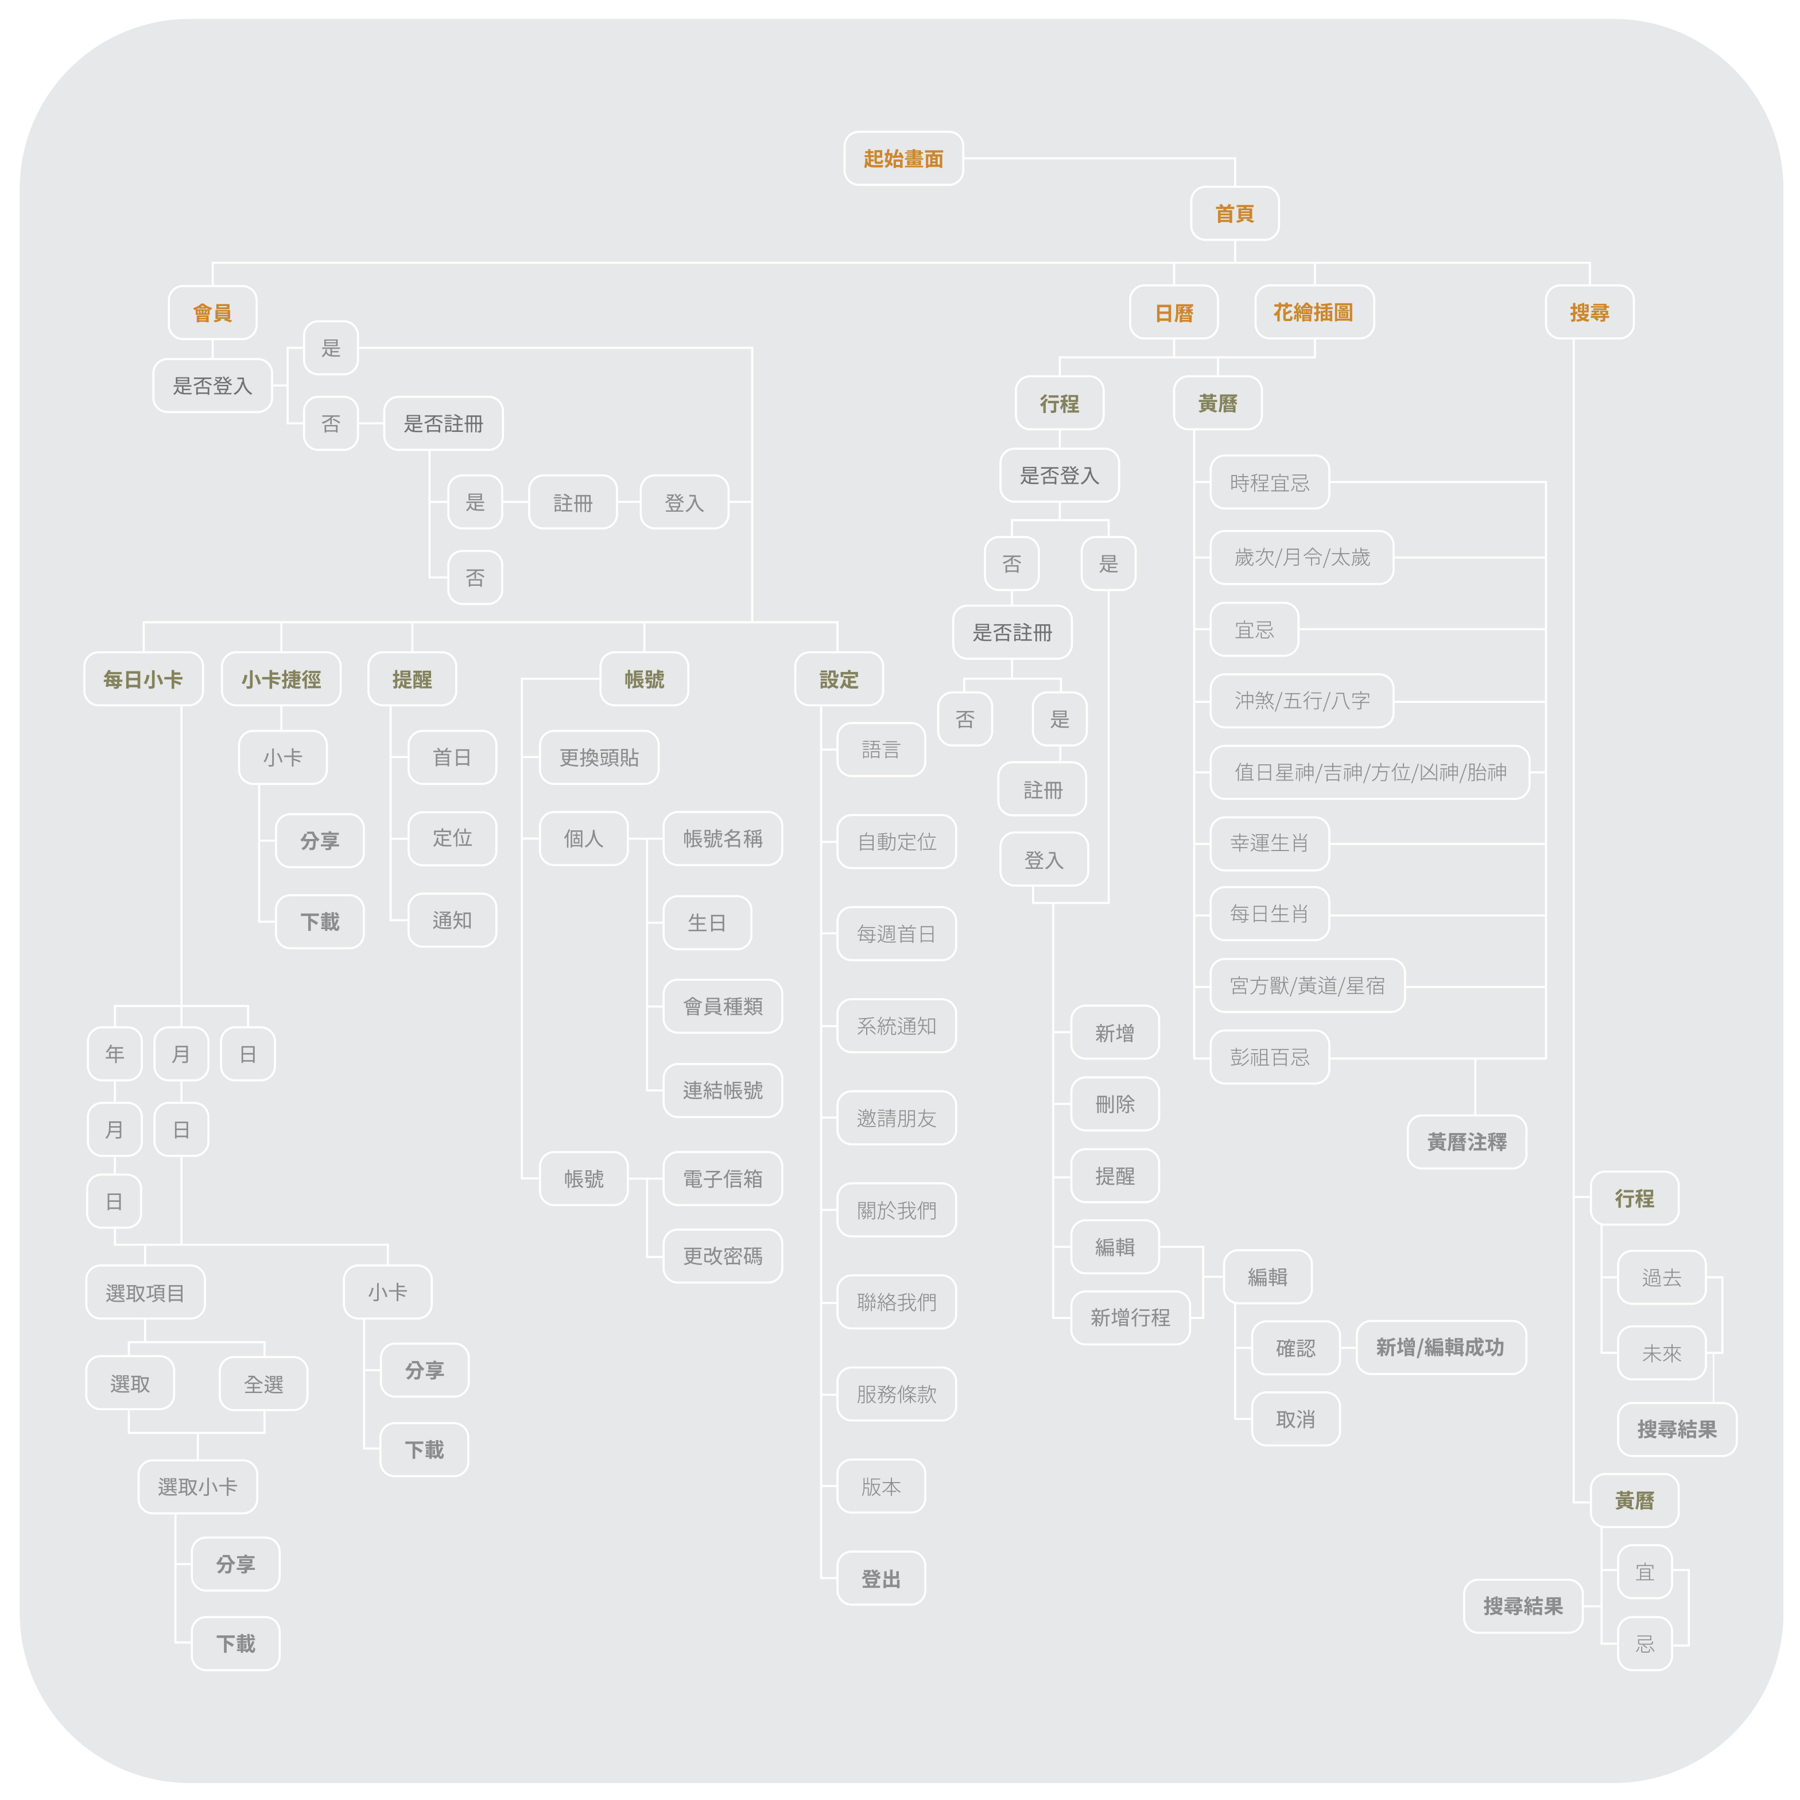 起始畫面
首頁
會員
日曆
花繪插圖
搜尋
是否登入
是
否
是否註冊
是
註冊
登入
否
每日小卡
小卡捷徑
提醒
帳號
設定
年
月
日
月
日
日
選取項目
選取
全選
選取小卡
分享
下載
小卡
分享
下載
小卡
分享
下載
首日
定位
通知
更換頭貼
個人
帳號名稱
生日
會員種類
連結帳號
帳號
電子信箱
更改密碼
語言
自動定位
每週首日
系統通知
邀請朋友
關於我們
聯絡我們
服務條款
版本
登出
行程
是否登入
否
是
是否註冊
否
是
註冊
登入
新增
刪除
提醒
編輯
新增行程
編輯
確認
新增/編輯成功
取消
黃曆
時程宜忌
歲次/月令/太歲
宜忌
沖煞/五行/八字
值日星神/吉神/方位/凶神/胎神
幸運生肖
每日生肖
宮方獸/黃道/星宿
彭祖百忌
黃曆注釋
行程
過去
未來
搜尋結果
黃曆
宜
忌
搜尋結果